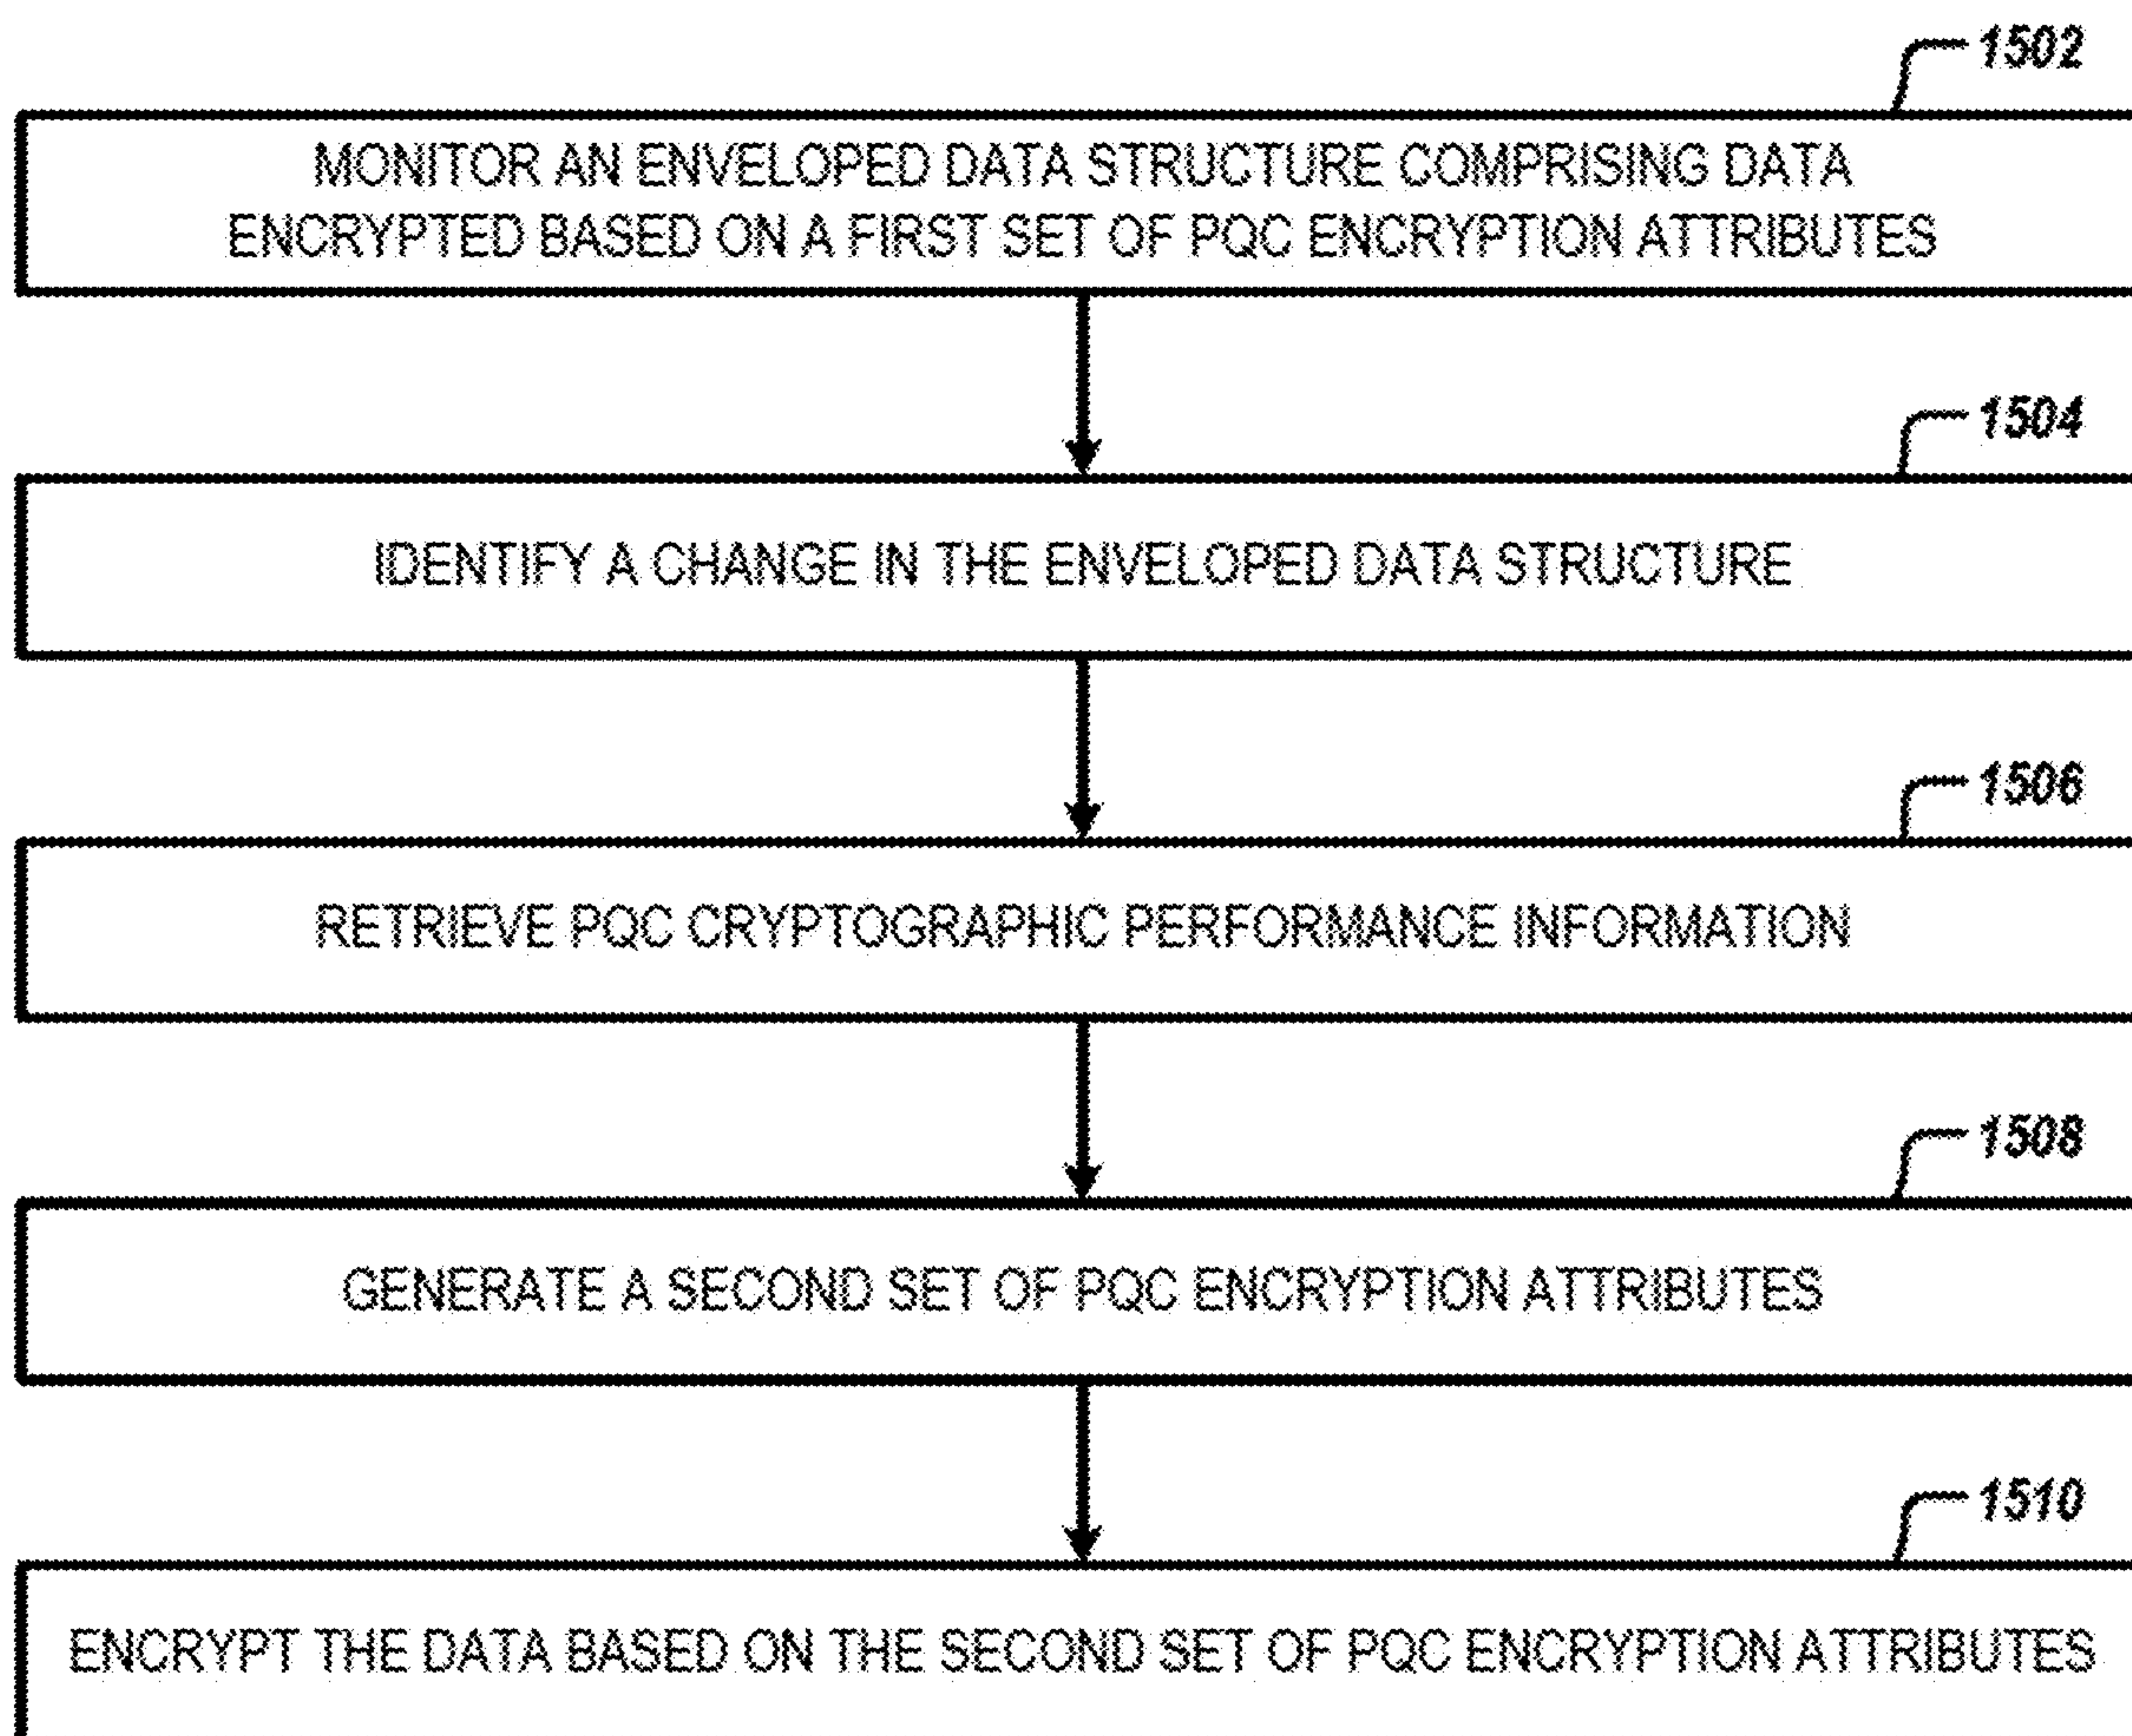 1502
MONITOR AN ENVELOPED DATA STRUCTURE COMPRISING DATA
ENCRYPTED BASED ON A FIRST SET OF PQC ENCRYPTION ATTRIBUTES
1504
IDENTIFY A CHANGE IN THE ENVELOPED DATA STRUCTURE
1506
RETRIEVE PQC CRYPTOGRAPHIC PERFORMANCE INFORMATION
1508
GENERATE A SECOND SET OF PQC ENCRYPTION ATTRIBUTES
1510
ENCRYPT THE DATA BASED ON THE SECOND SET OF PQC ENCRYPTION ATTRIBUTES